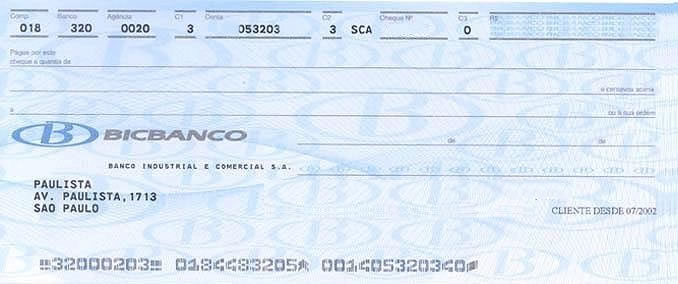 Comp. Banco Agência C1 Conta C2 Cheque Nº C3 R$
018 320 0020 3 053203 3 SCA 0
Pague por este
cheque a quantia de
e centavos acima
a ou à sua ordem
B BICBANCO
de de
BANCO INDUSTRIAL E COMERCIAL S.A.
PAULISTA
AV. PAULISTA,1713
SAO PAULO
CLIENTE DESDE 07/2002
⑈32000203⑈ 0184483205⑆ 001405320340⑈